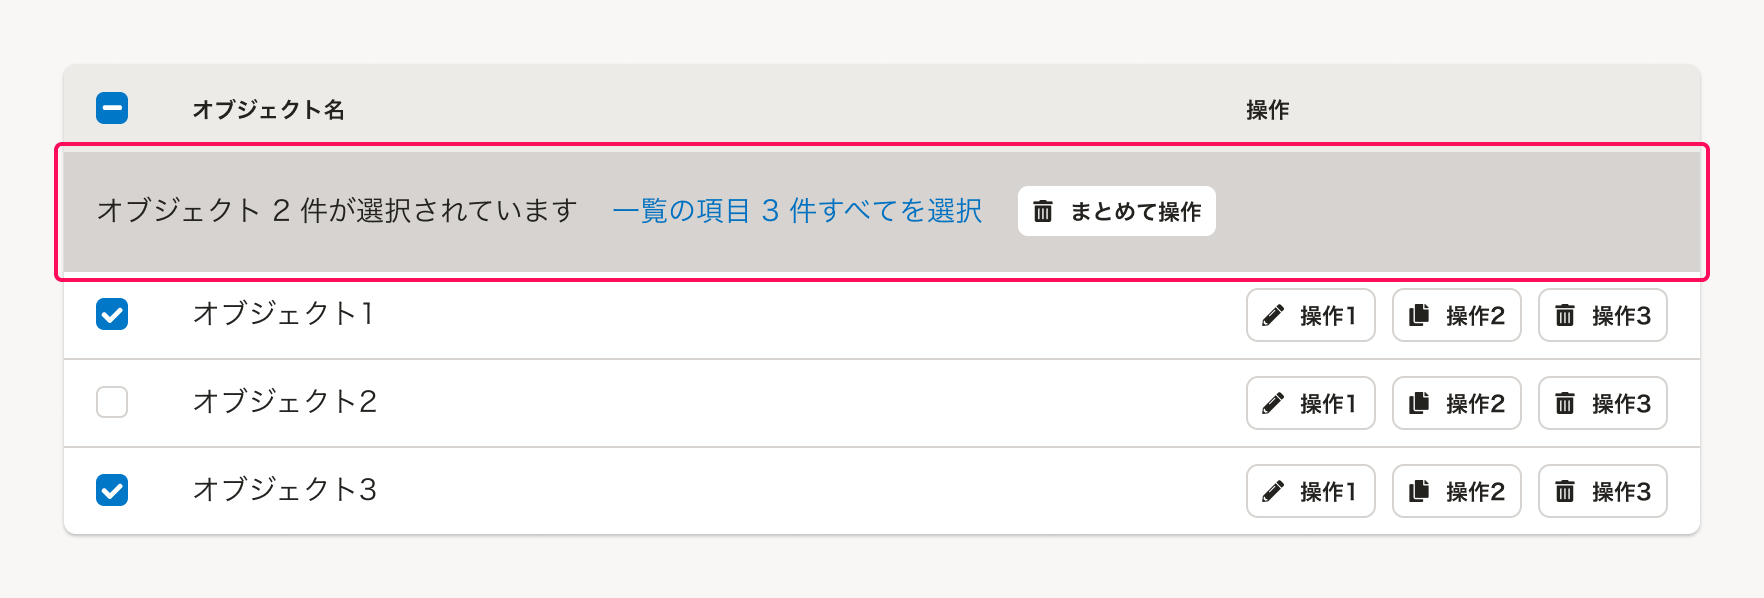 オブジェクト名 操作
オブジェクト 2 件が選択されています 一覧の項目 3 件すべてを選択 まとめて操作
オブジェクト1 操作1 操作2 操作3
オブジェクト2 操作1 操作2 操作3
オブジェクト3 操作1 操作2 操作3